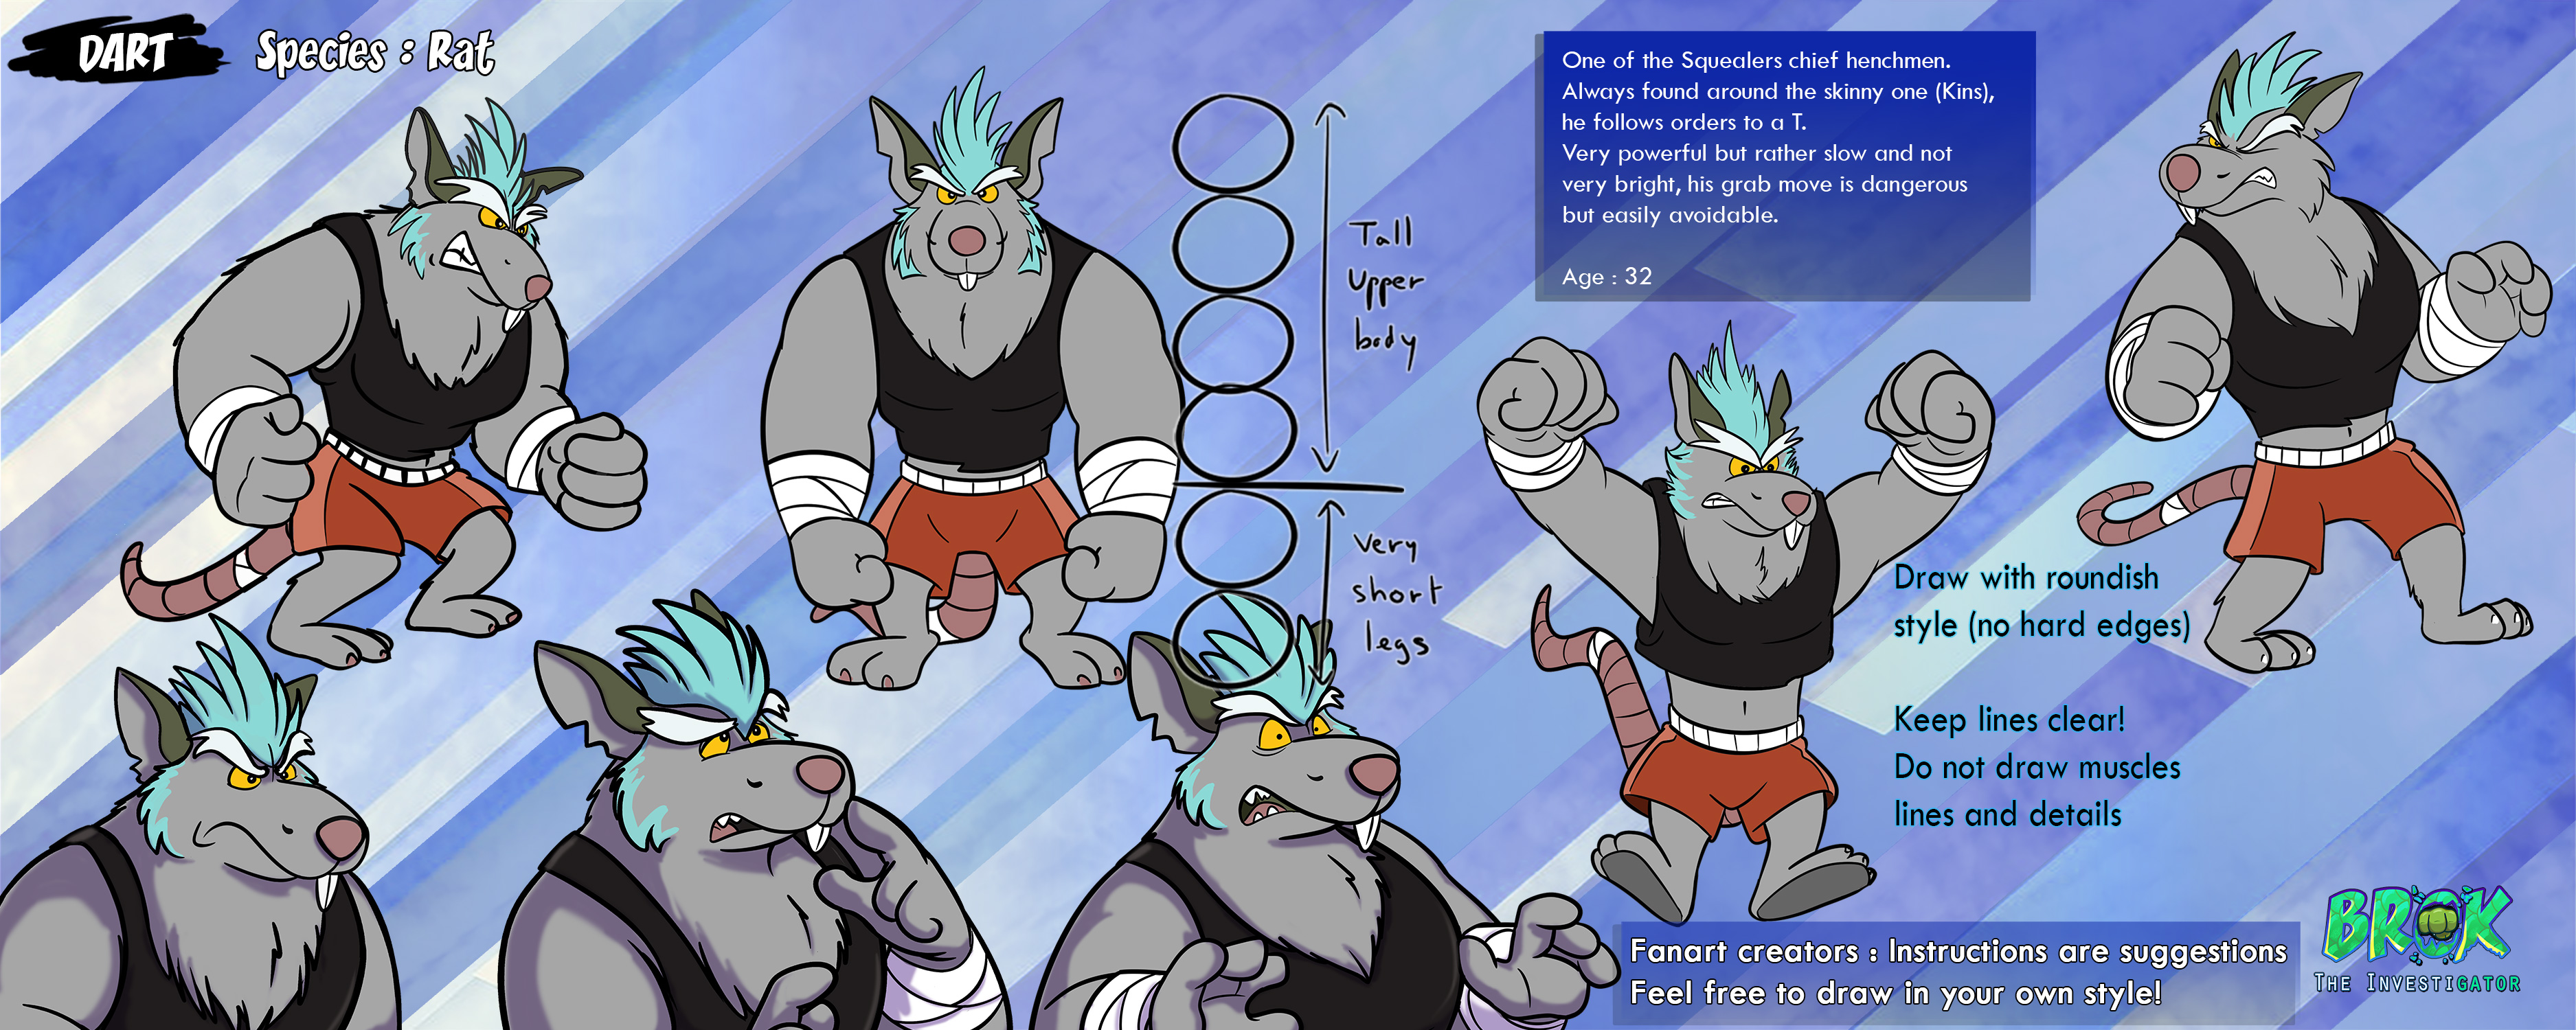 DART
Species : Rat
One of the Squealers chief henchmen.
Always found around the skinny one (Kins),
he follows orders to a T.
Very powerful but rather slow and not
very bright, his grab move is dangerous
but easily avoidable.
Age : 32
Tall
Upper
body
Very
short
legs
Draw with roundish
style (no hard edges)
Keep lines clear!
Do not draw muscles
lines and details
Fanart creators : Instructions are suggestions
Feel free to draw in your own style!
BROK
THE INVESTIGATOR